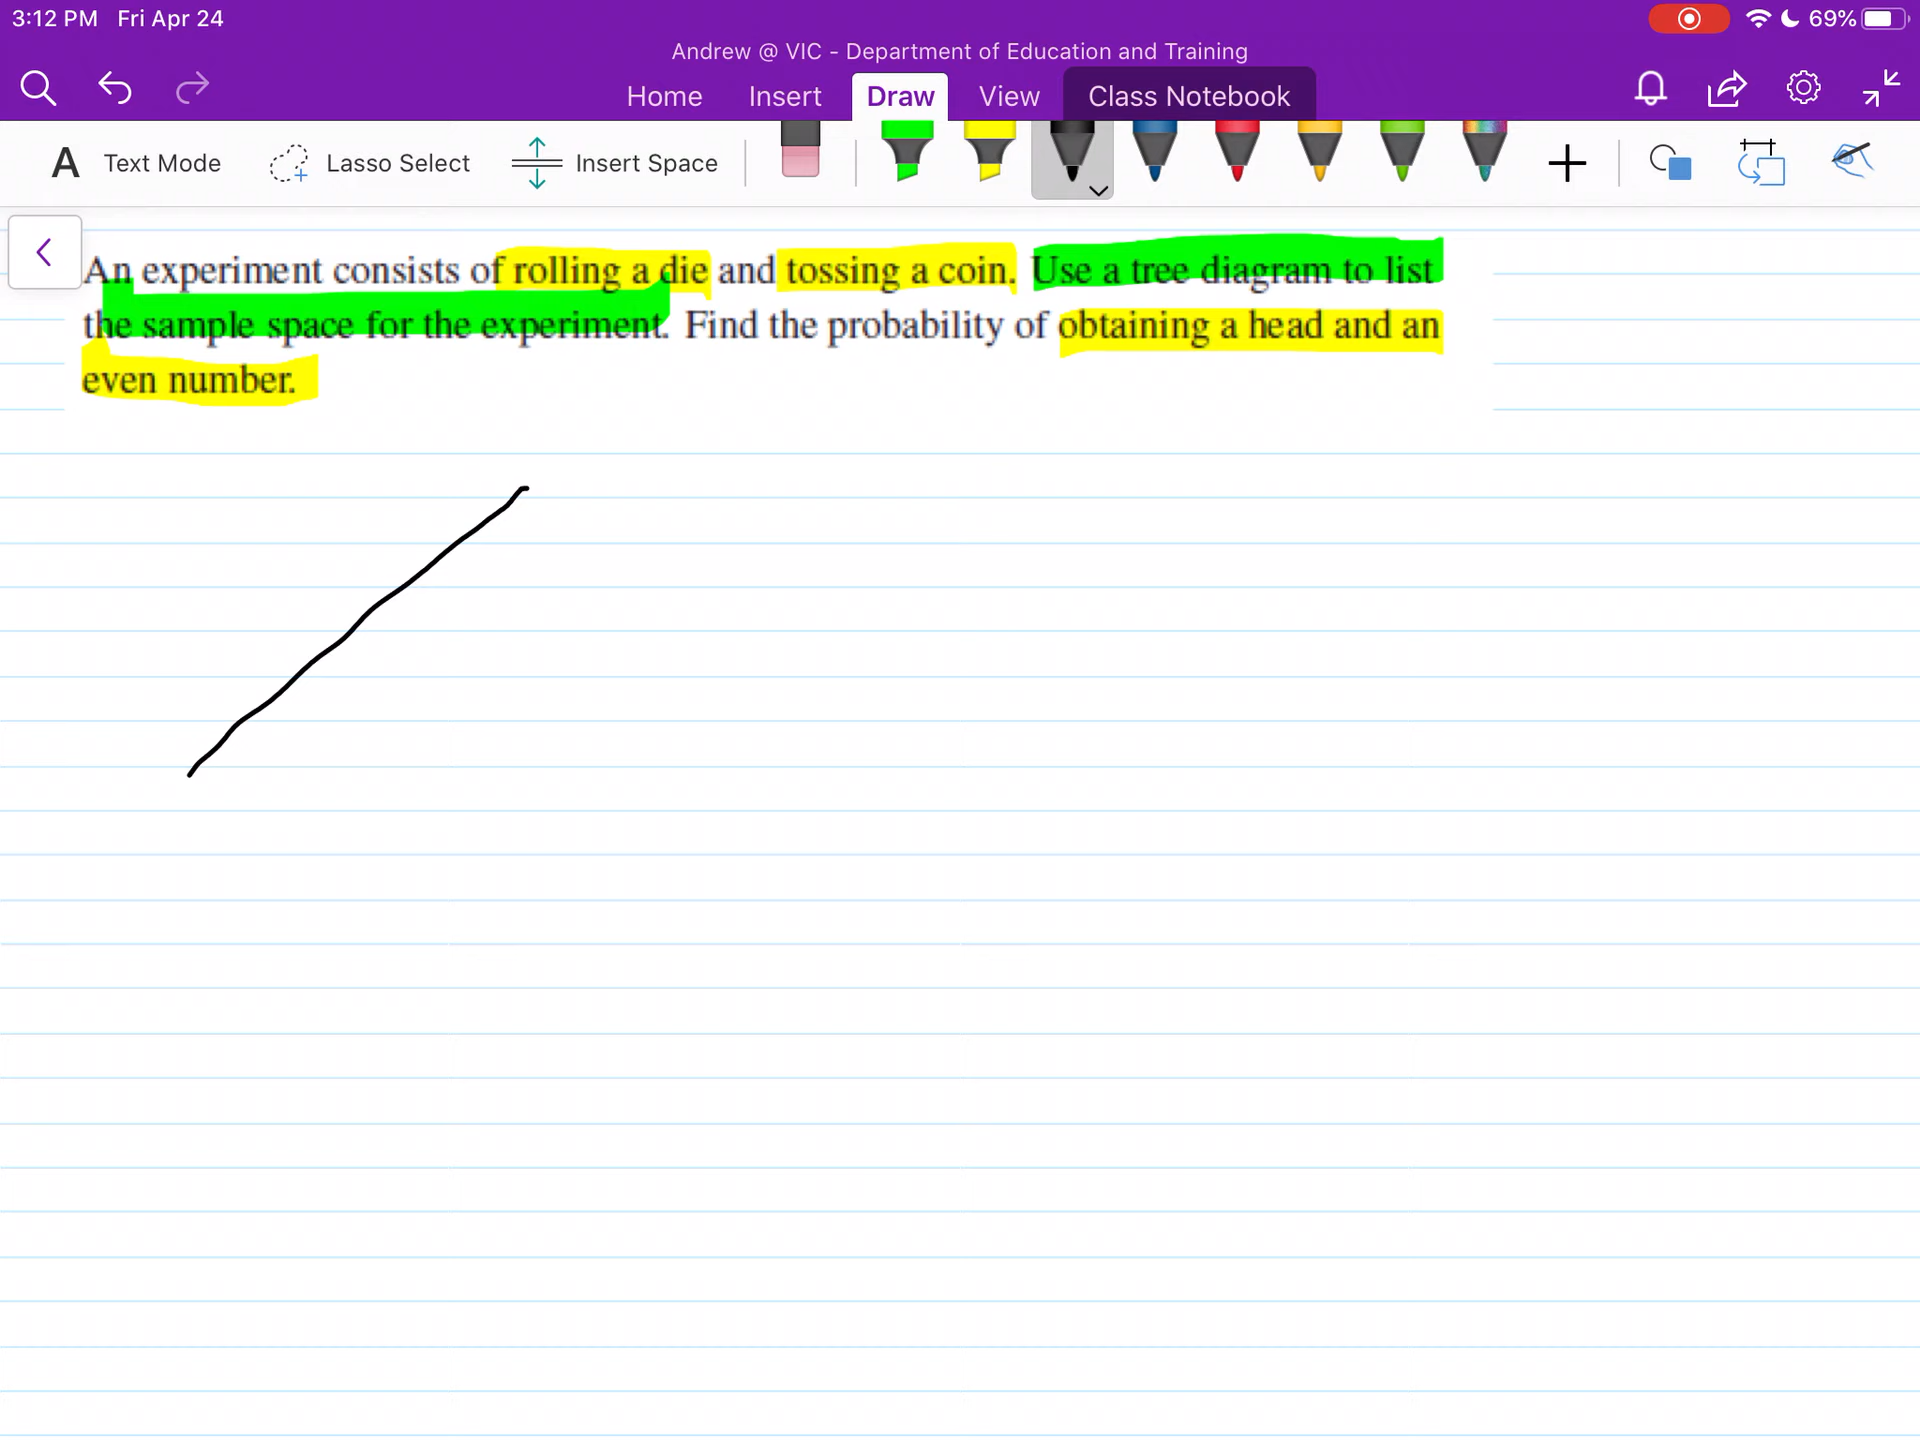 3:12 PM Fri Apr 24
69%
Andrew @ VIC - Department of Education and Training
Home Insert Draw View Class Notebook
A Text Mode Lasso Select Insert Space
An experiment consists of rolling a die and tossing a coin. Use a tree diagram to list
the sample space for the experiment. Find the probability of obtaining a head and an
even number.